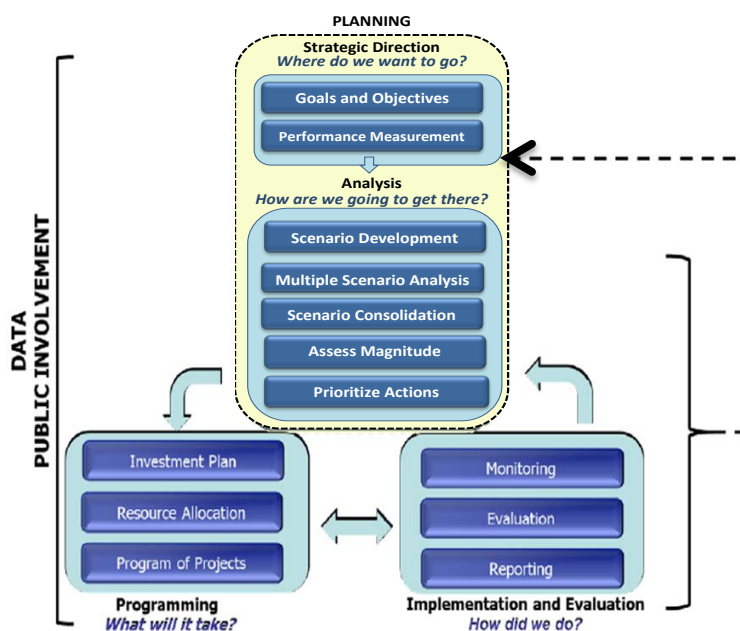 PLANNING
Strategic Direction
Where do we want to go?
Goals and Objectives
Performance Measurement
Analysis
How are we going to get there?
Scenario Development
Multiple Scenario Analysis
Scenario Consolidation
Assess Magnitude
Prioritize Actions
DATA
PUBLIC INVOLVEMENT
Investment Plan
Resource Allocation
Program of Projects
Programming
What will it take?
Monitoring
Evaluation
Reporting
Implementation and Evaluation
How did we do?